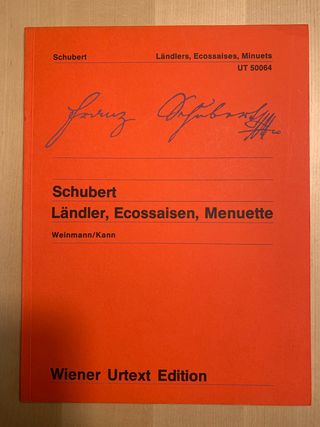 Schubert Ländlers, Ecossaises, Minuets
UT 50064
Franz Schubert
Schubert
Ländler, Ecossaisen, Menuette
Weinmann/Kann
Wiener Urtext Edition